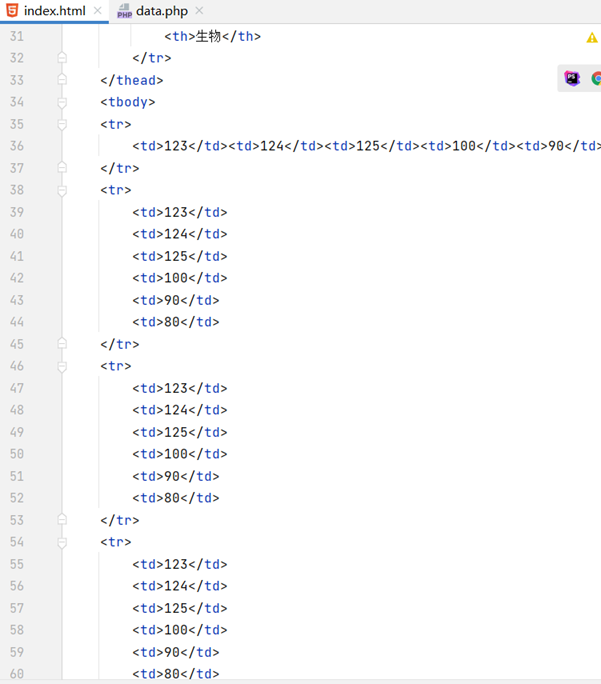 index.html data.php
31 <th>生物</th>
32 </tr>
33 </thead>
34 <tbody>
35 <tr>
36 <td>123</td><td>124</td><td>125</td><td>100</td><td>90</td>
37 </tr>
38 <tr>
39 <td>123</td>
40 <td>124</td>
41 <td>125</td>
42 <td>100</td>
43 <td>90</td>
44 <td>80</td>
45 </tr>
46 <tr>
47 <td>123</td>
48 <td>124</td>
49 <td>125</td>
50 <td>100</td>
51 <td>90</td>
52 <td>80</td>
53 </tr>
54 <tr>
55 <td>123</td>
56 <td>124</td>
57 <td>125</td>
58 <td>100</td>
59 <td>90</td>
60 <td>80</td>